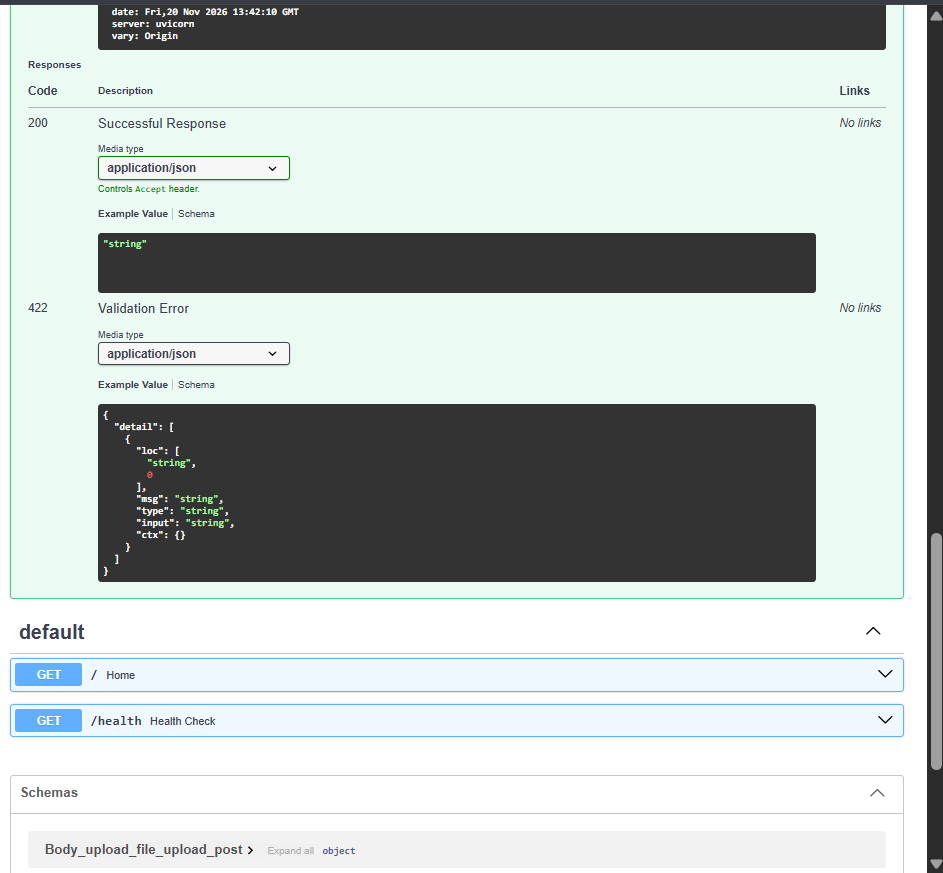 date: Fri,20 Nov 2026 13:42:10 GMT
server: uvicorn
vary: Origin
Responses
Code Description Links
200 Successful Response No links
Media type
application/json
Controls Accept header.
Example Value Schema
"string"
422 Validation Error No links
Media type
application/json
Example Value Schema
{
  "detail": [
    {
      "loc": [
        "string",
        0
      ],
      "msg": "string",
      "type": "string",
      "input": "string",
      "ctx": {}
    }
  ]
}
default
GET / Home
GET /health Health Check
Schemas
Body_upload_file_upload_post Expand all object